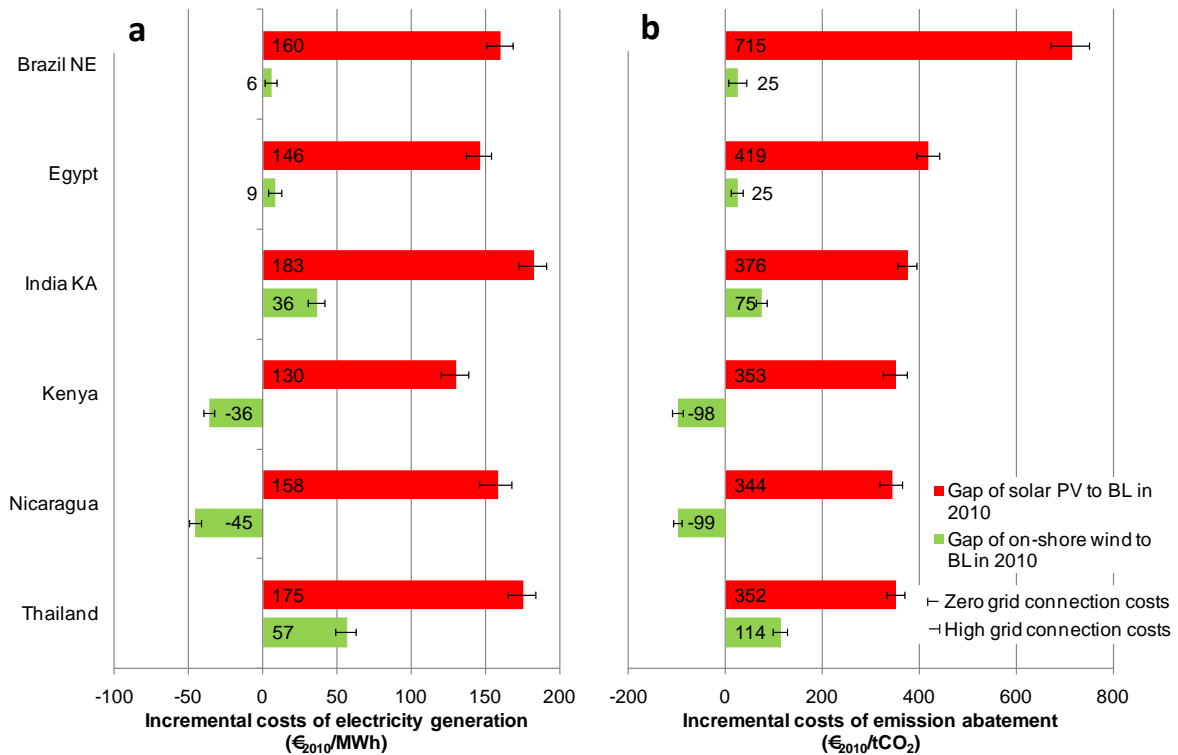 a
b
Brazil NE
160
6
715
25
Egypt
146
9
419
25
India KA
183
36
376
75
Kenya
130
-36
353
-98
Nicaragua
158
-45
344
-99
Thailand
175
57
352
114
Gap of solar PV to BL in
2010
Gap of on-shore wind to
BL in 2010
Zero grid connection costs
High grid connection costs
-100 -50 0 50 100 150 200
Incremental costs of electricity generation
(€2010/MWh)
-200 0 200 400 600 800
Incremental costs of emission abatement
(€2010/tCO2)